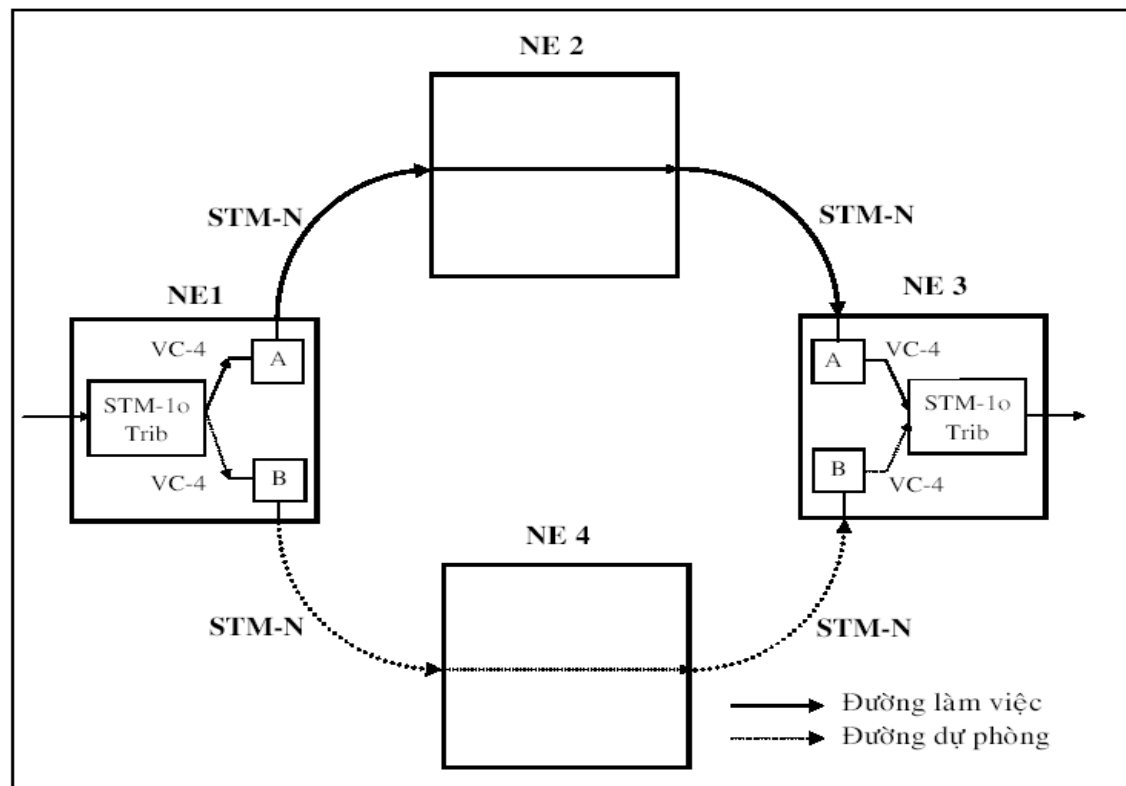 NE 2
STM-N
STM-N
NE1
NE 3
VC-4
A
A
VC-4
STM-1o
Trib
STM-1o
Trib
VC-4
B
B
VC-4
NE 4
STM-N
STM-N
Đường làm việc
Đường dự phòng